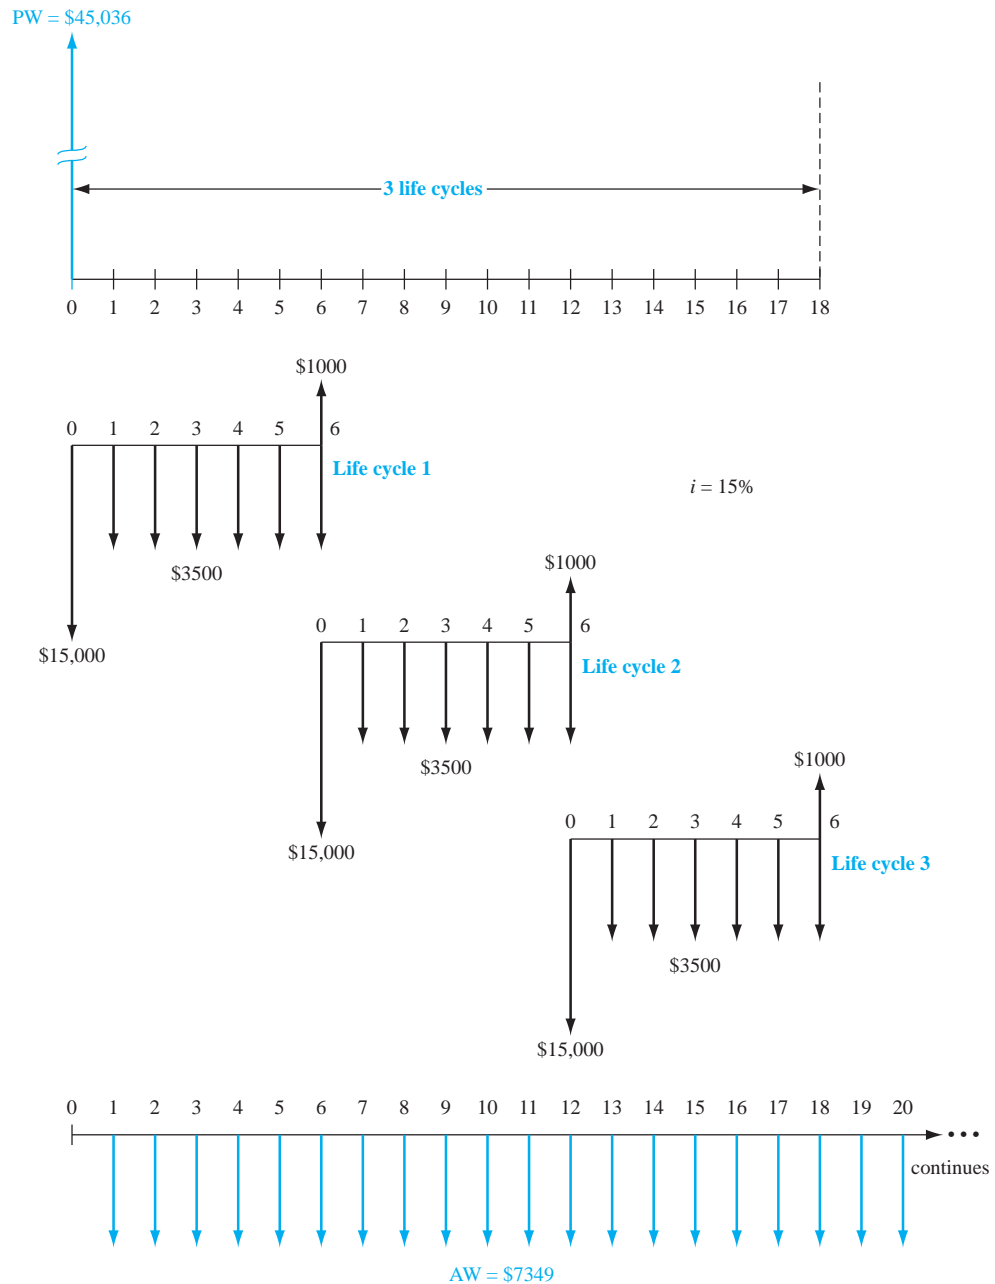 PW = $45,036
3 life cycles
0 1 2 3 4 5 6 7 8 9 10 11 12 13 14 15 16 17 18
$1000
0 1 2 3 4 5 6
Life cycle 1
i = 15%
$3500
$15,000
$1000
0 1 2 3 4 5 6
Life cycle 2
$3500
$15,000
$1000
0 1 2 3 4 5 6
Life cycle 3
$3500
$15,000
0 1 2 3 4 5 6 7 8 9 10 11 12 13 14 15 16 17 18 19 20
continues
AW = $7349